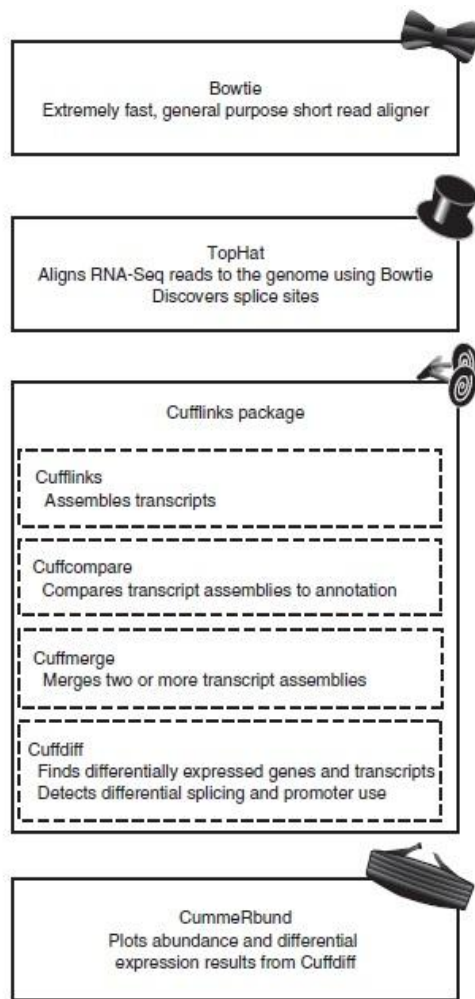 Bowtie
Extremely fast, general purpose short read aligner
TopHat
Aligns RNA-Seq reads to the genome using Bowtie
Discovers splice sites
Cufflinks package
Cufflinks
Assembles transcripts
Cuffcompare
Compares transcript assemblies to annotation
Cuffmerge
Merges two or more transcript assemblies
Cuffdiff
Finds differentially expressed genes and transcripts
Detects differential splicing and promoter use
CummeRbund
Plots abundance and differential
expression results from Cuffdiff